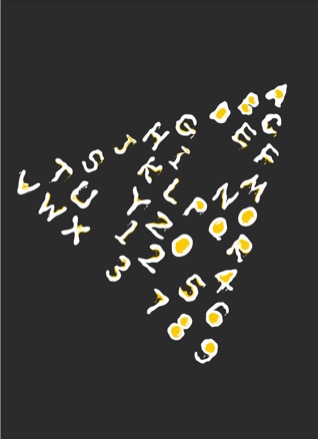 A B C D E F
G H I J K L
M N O P Q R
S T U V W X
Y Z 0 1 2 3
4 5 6 7 8 9